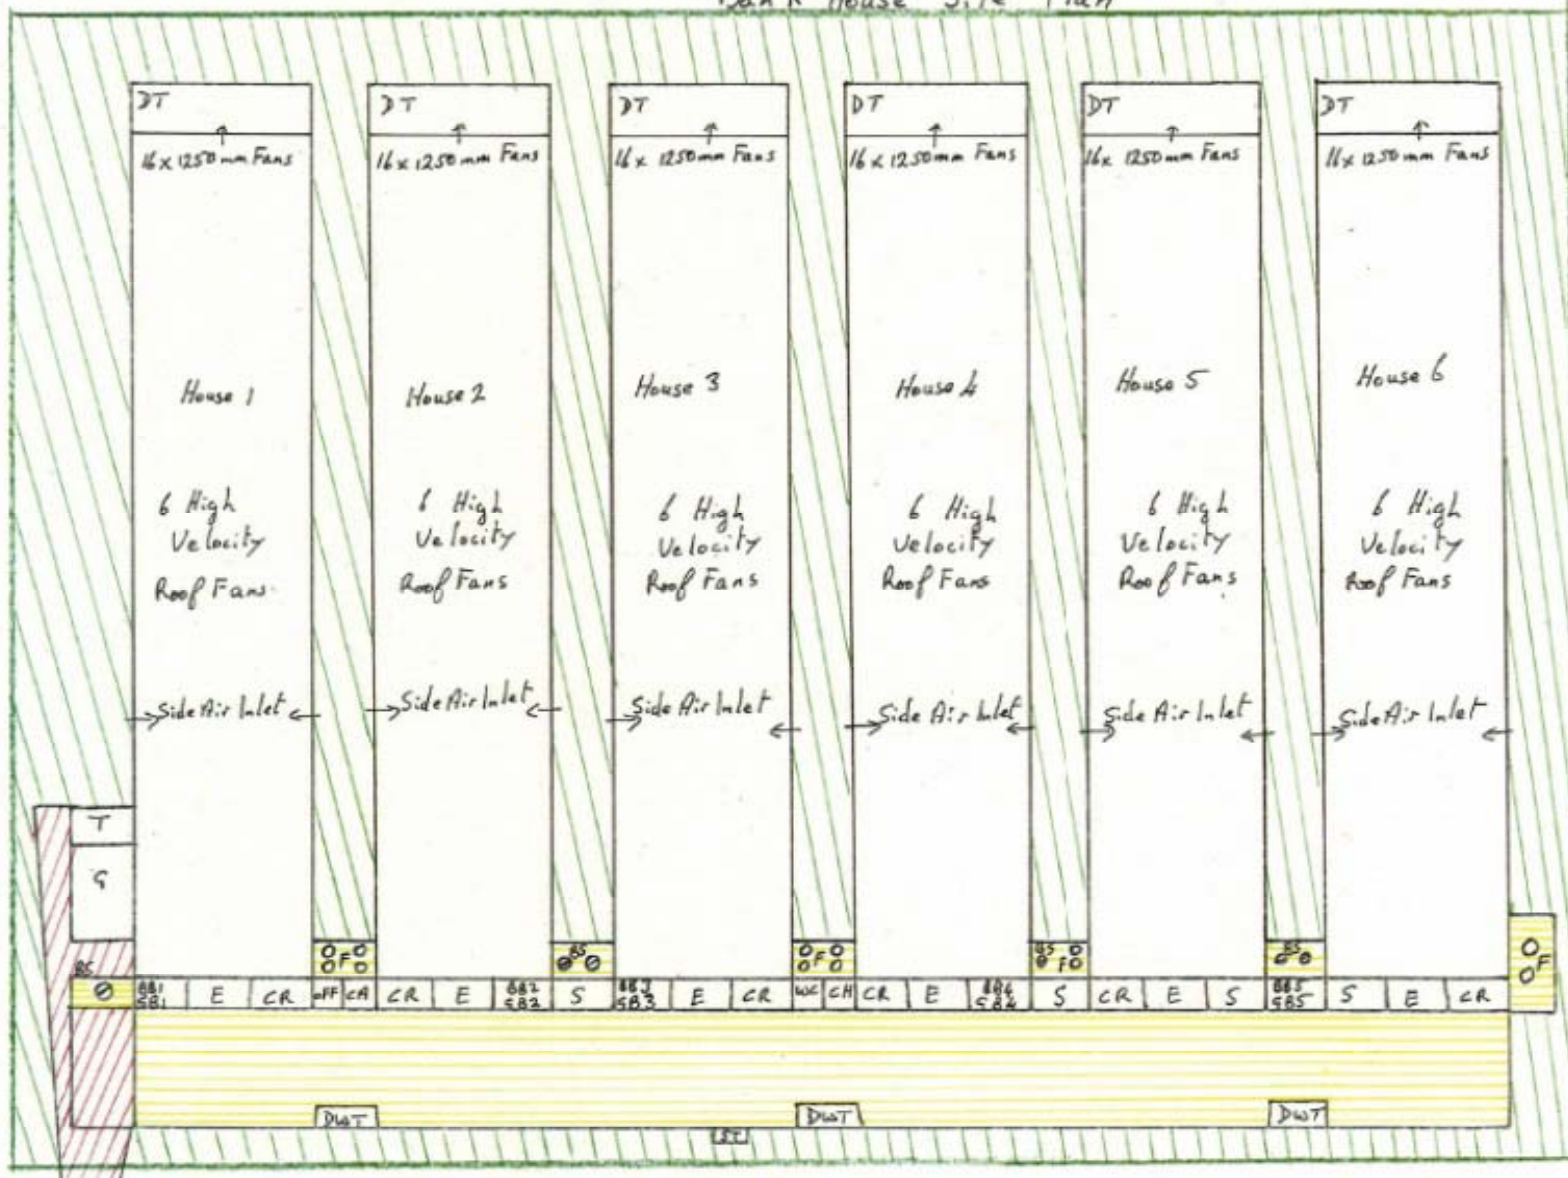 Bank House Site Plan
DT DT DT DT DT DT
16 x 1250mm Fans 16 x 1250mm Fans 16 x 1250mm Fans 16 x 1250mm Fans 16 x 1250mm Fans 16 x 1250mm Fans
House 1 House 2 House 3 House 4 House 5 House 6
6 High 6 High 6 High 6 High 6 High 6 High
Velocity Velocity Velocity Velocity Velocity Velocity
Roof Fans Roof Fans Roof Fans Roof Fans Roof Fans Roof Fans
Side Air Inlet Side Air Inlet Side Air Inlet Side Air Inlet Side Air Inlet Side Air Inlet
T
G
BS BS BS
F F F F
BS
BB1 E CR OFF CA CR E BB2 S BB3 E CR WC CH CR E BB4 S CR E S BB5 S E CR
SB1 SB2 SB3 SB4 SB5
DWT DWT DWT
ST